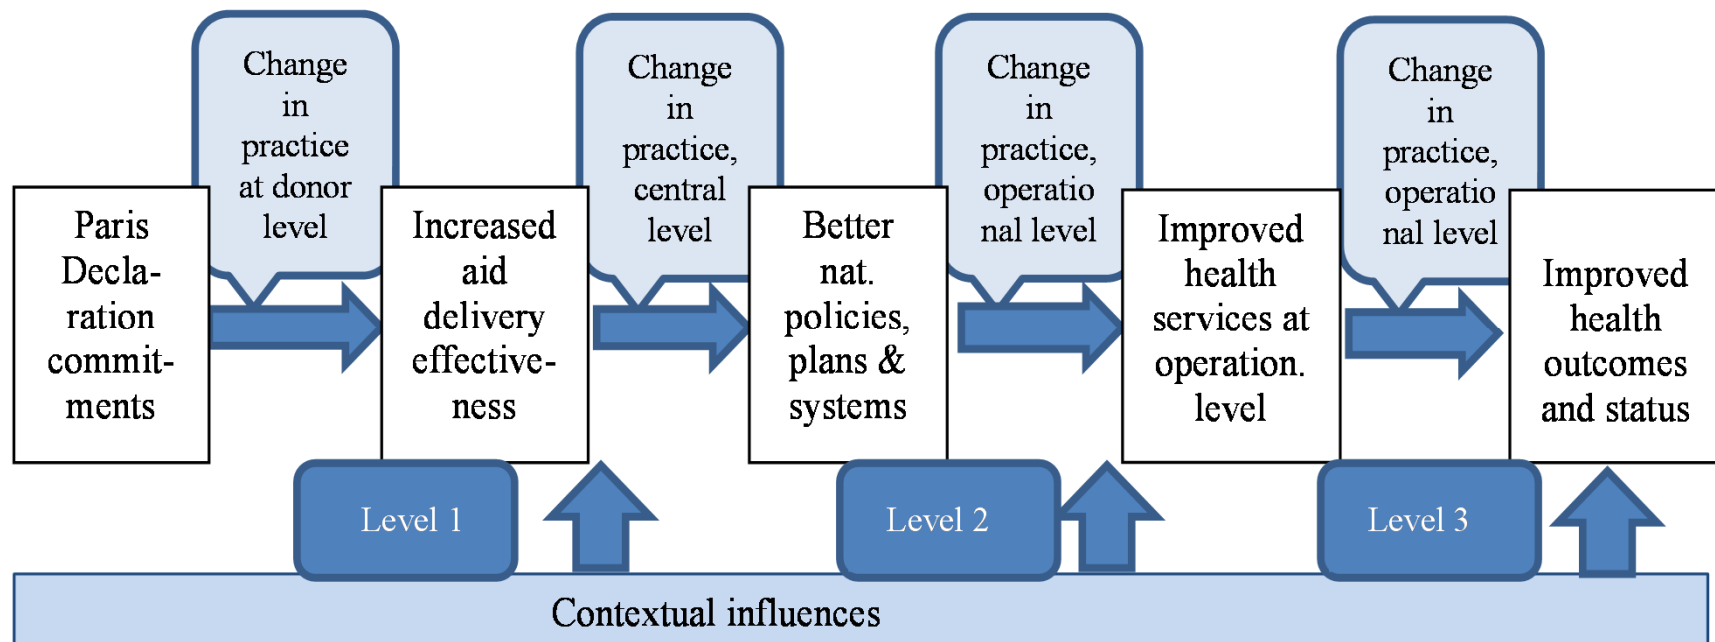 Change
in
practice
at donor
level
Change
in
practice,
central
level
Change
in
practice,
operatio
nal level
Change
in
practice,
operatio
nal level
Paris
Decla-
ration
commit-
ments
Increased
aid
delivery
effective-
ness
Better
nat.
policies,
plans &
systems
Improved
health
services at
operation.
level
Improved
health
outcomes
and status
Level 1
Level 2
Level 3
Contextual influences